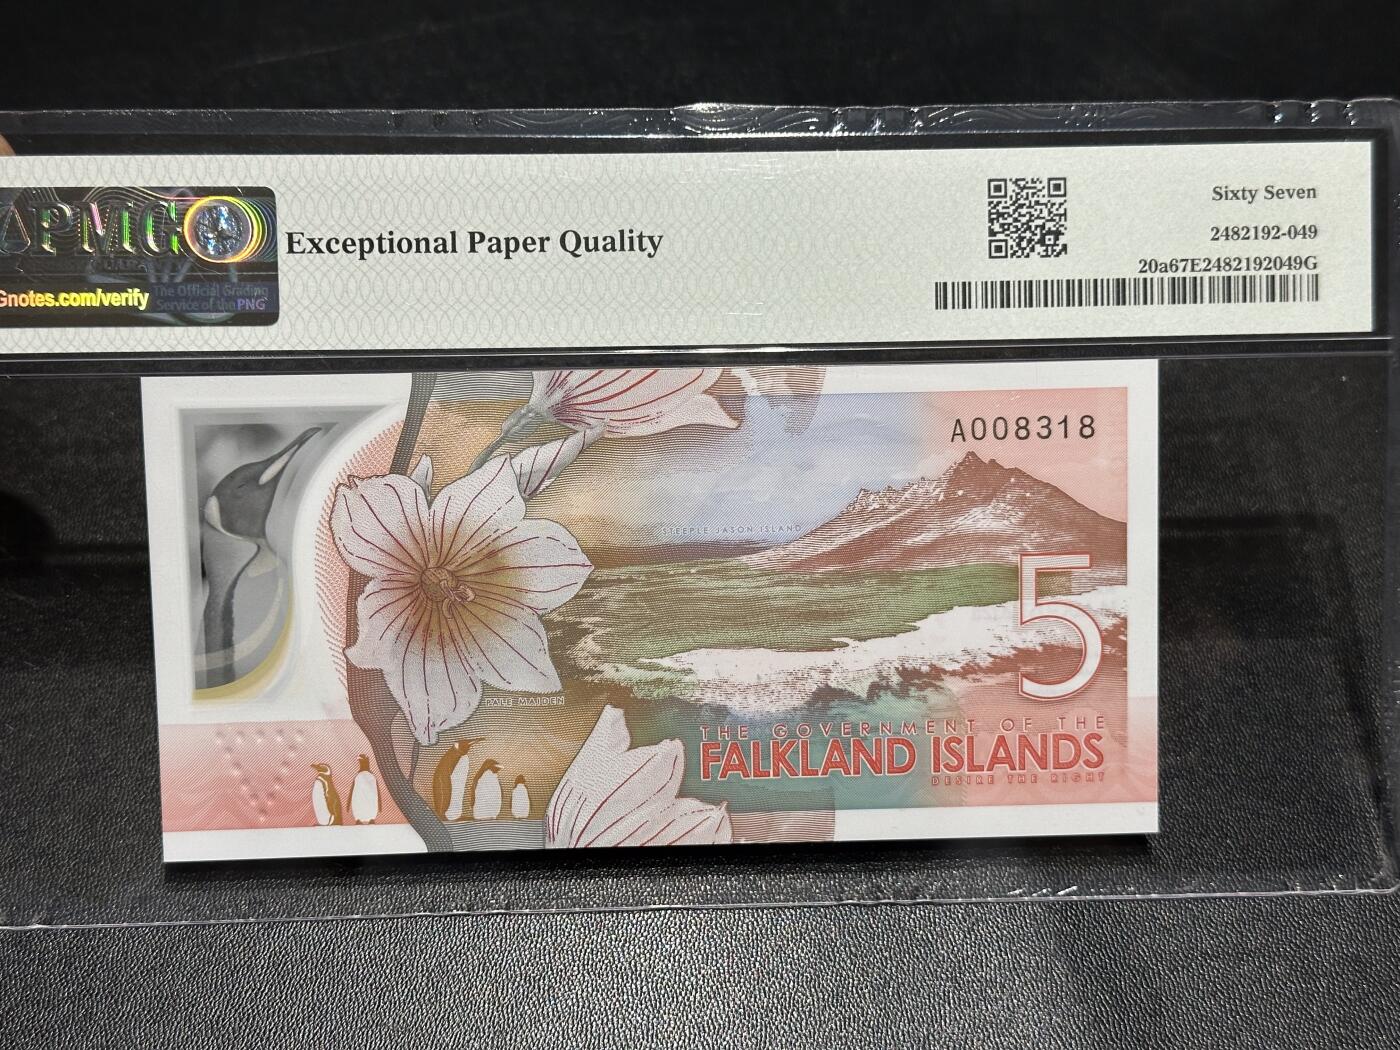 PMG
Gnotes.com/verify
The Official Grading
Service of the PNG
Exceptional Paper Quality
Sixty Seven
2482192-049
20a67E2482192049G
A008318
STEEPLE JASON ISLAND
5
PALE MAIDEN
THE GOVERNMENT OF THE
FALKLAND ISLANDS
DESIRE THE RIGHT